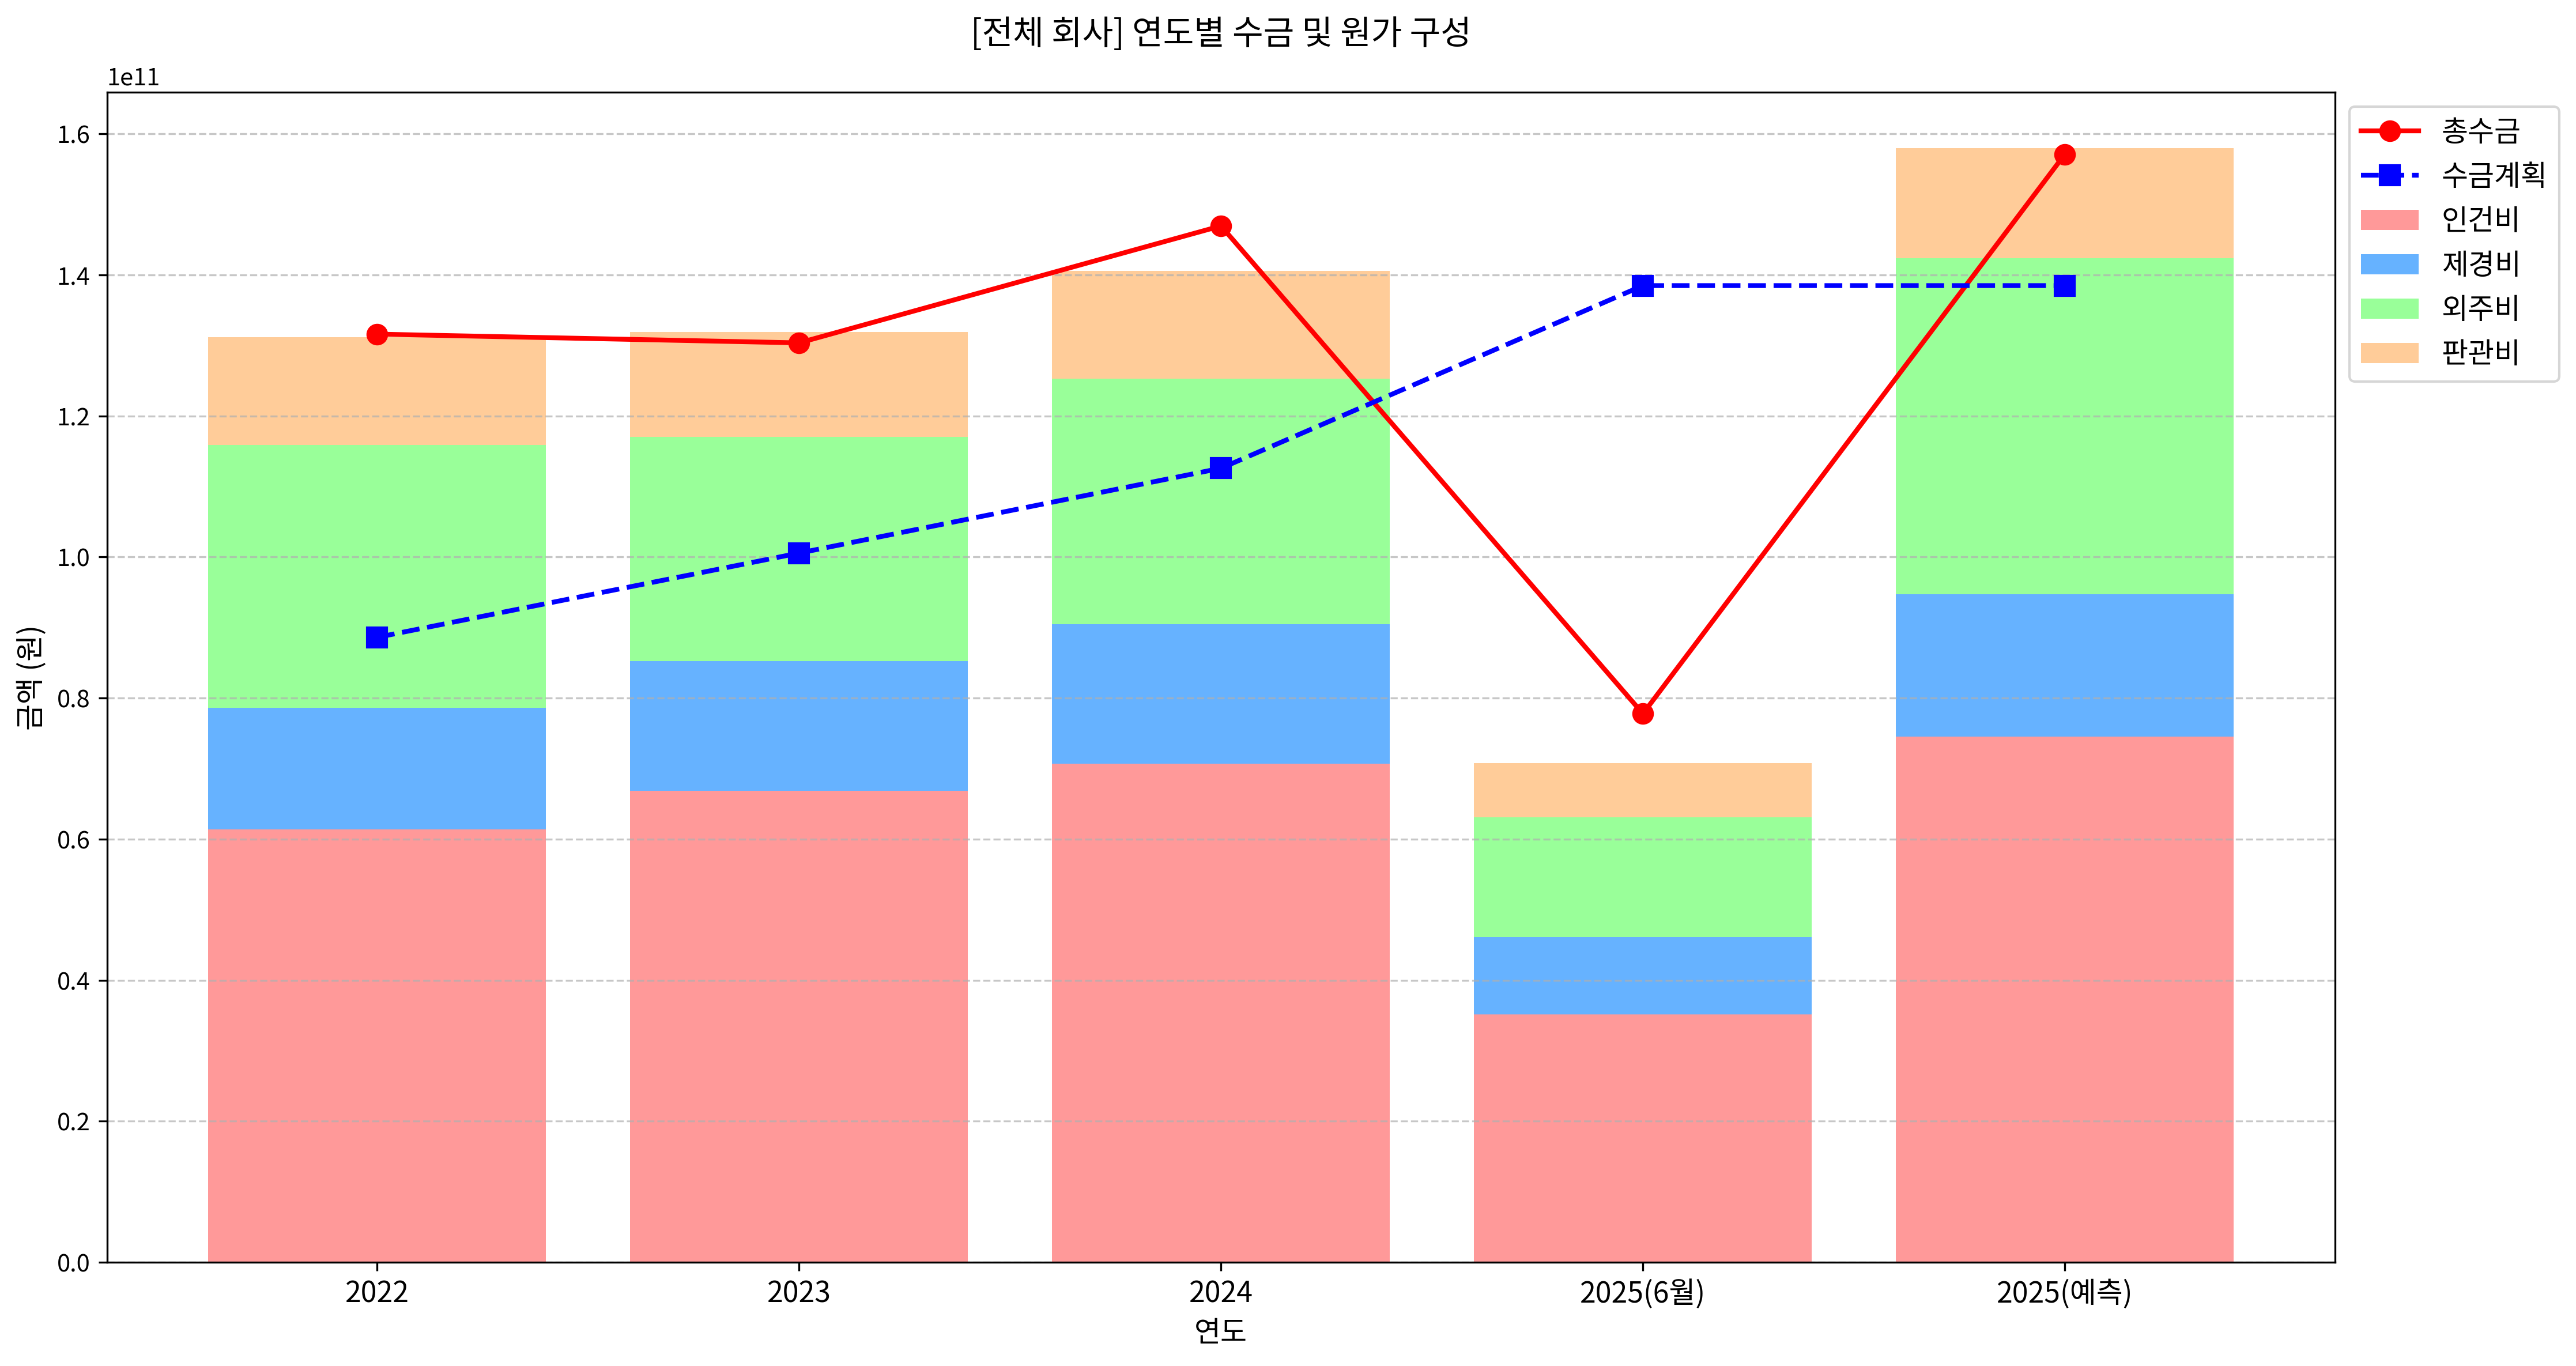 [전체 회사] 연도별 수금 및 원가 구성
1e11
1.6
1.4
1.2
1.0
0.8
0.6
0.4
0.2
0.0
금액 (원)
2022
2023
2024
2025(6월)
2025(예측)
연도
총수금
수금계획
인건비
제경비
외주비
판관비